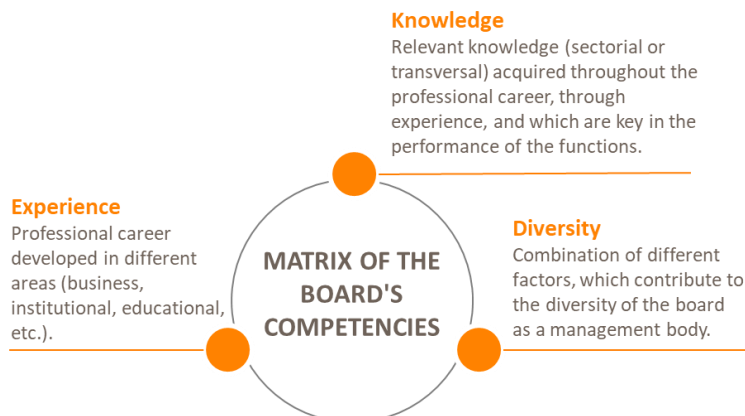 Knowledge
Relevant knowledge (sectorial or
transversal) acquired throughout the
professional career, through
experience, and which are key in the
performance of the functions.
Experience
Professional career
developed in different
areas (business,
institutional, educational,
etc.).
MATRIX OF THE
BOARD'S
COMPETENCIES
Diversity
Combination of different
factors, which contribute to
the diversity of the board
as a management body.